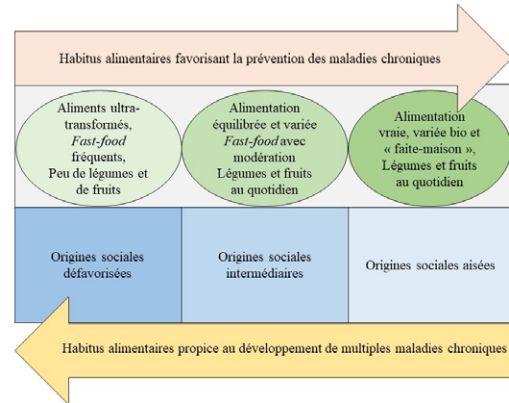 Habitus alimentaires favorisant la prévention des maladies chroniques
Aliments ultra-
transformés,
Fast-food
fréquents,
Peu de légumes et
de fruits
Alimentation
équilibrée et variée
Fast-food avec
modération
Légumes et fruits
au quotidien
Alimentation
vraie, variée bio et
« faite-maison »,
Légumes et fruits
au quotidien
Origines sociales
défavorisées
Origines sociales
intermédiaires
Origines sociales aisées
Habitus alimentaires propice au développement de multiples maladies chroniques